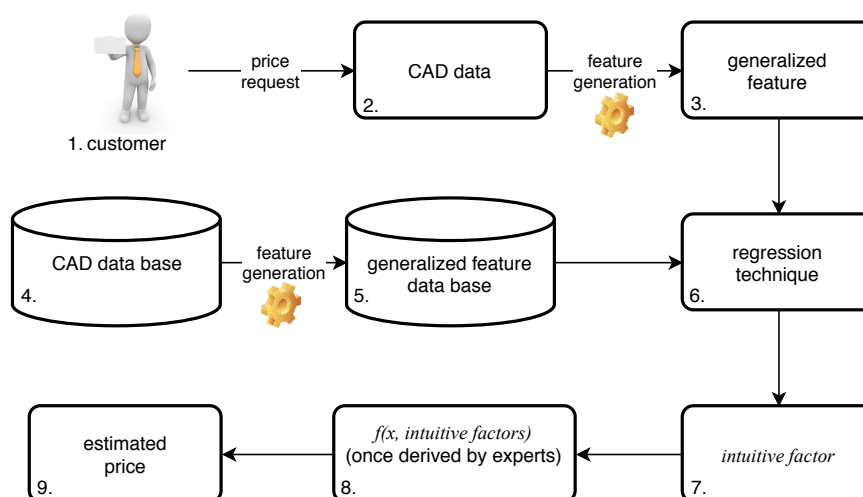 price
request
CAD data
2.
feature
generation
generalized
feature
3.
1. customer
CAD data base
4.
feature
generation
generalized feature
data base
5.
regression
technique
6.
estimated
price
9.
f(x, intuitive factors)
(once derived by experts)
8.
intuitive factor
7.